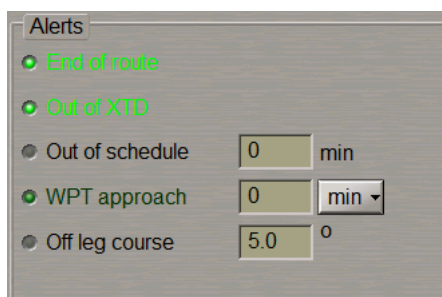 Alerts
End of route
Out of XTD
Out of schedule 0 min
WPT approach 0 min
Off leg course 5.0 °